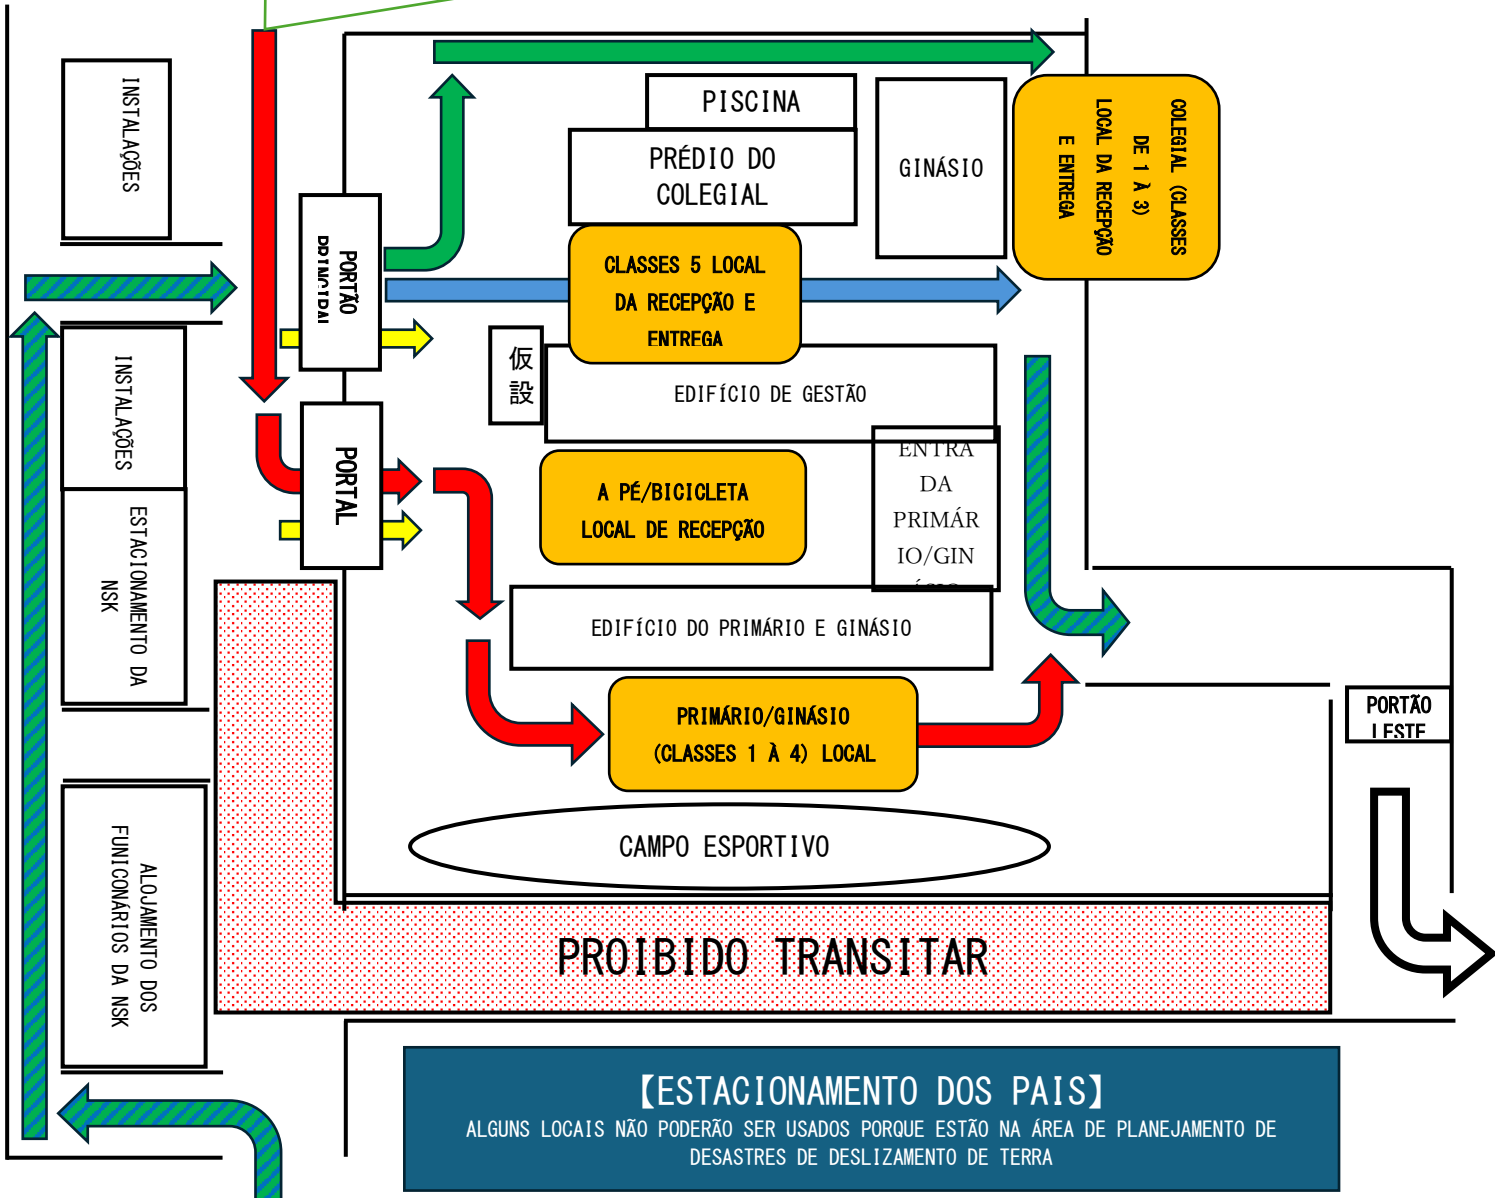 INSTALAÇÕES
PISCINA
PRÉDIO DO
COLEGIAL
GINÁSIO
COLEGIAL (CLASSES
DE 1 À 3)
LOCAL DA RECEPÇÃO
E ENTREGA
PORTÃO
PRINCIPAL
CLASSES 5 LOCAL
DA RECEPÇÃO E
ENTREGA
仮
設
EDIFÍCIO DE GESTÃO
INSTALAÇÕES
PORTAL
A PÉ/BICICLETA
LOCAL DE RECEPÇÃO
ENTRA
DA
PRIMÁR
IO/GIN
ESTACIONAMENTO DA
NSK
EDIFÍCIO DO PRIMÁRIO E GINÁSIO
PRIMÁRIO/GINÁSIO
(CLASSES 1 À 4) LOCAL
PORTÃO
LESTE
ALOJAMENTO DOS
FUNICONÁRIOS DA NSK
CAMPO ESPORTIVO
PROIBIDO TRANSITAR
【ESTACIONAMENTO DOS PAIS】
ALGUNS LOCAIS NÃO PODERÃO SER USADOS PORQUE ESTÃO NA ÁREA DE PLANEJAMENTO DE
DESASTRES DE DESLIZAMENTO DE TERRA